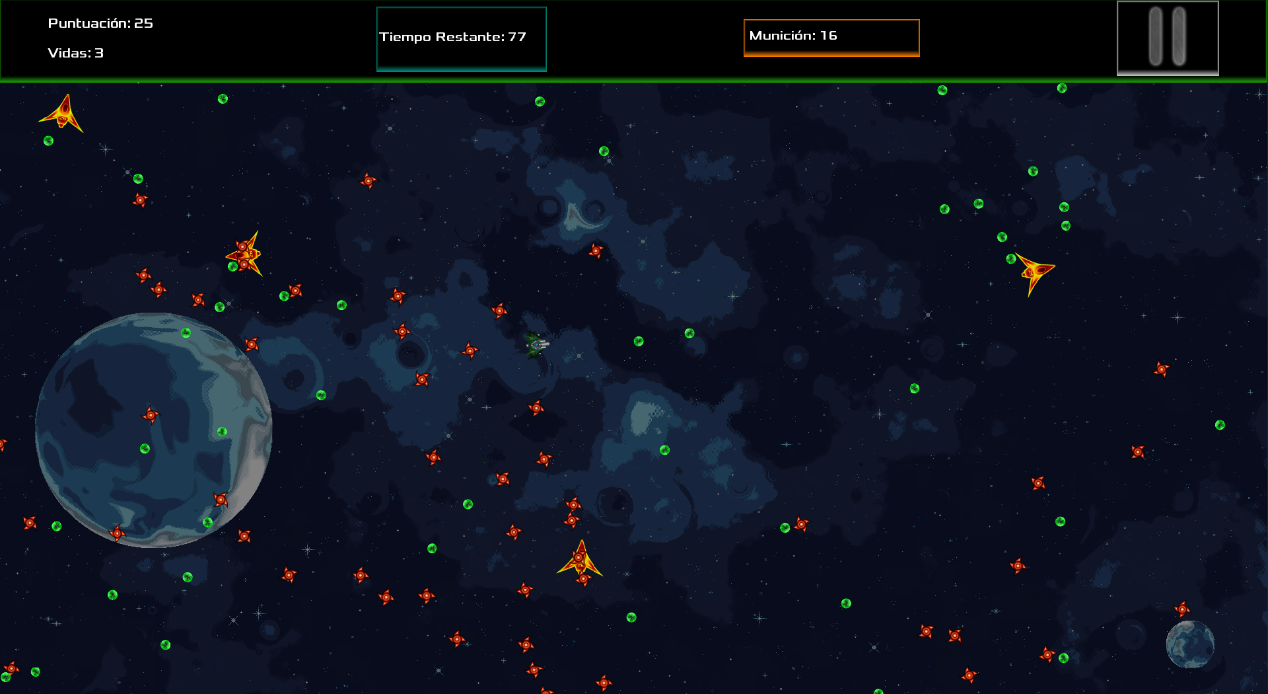 Puntuación: 25
Vidas: 3
Tiempo Restante: 77
Munición: 16